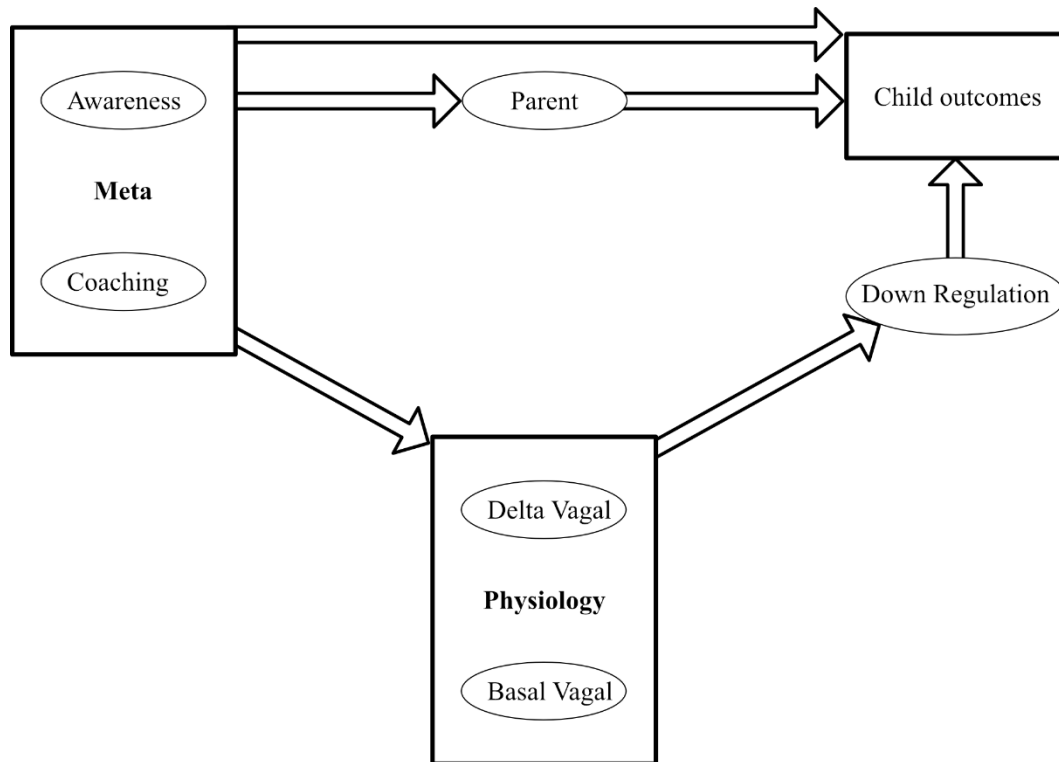 Awareness
Parent
Child outcomes
Meta
Coaching
Down Regulation
Delta Vagal
Physiology
Basal Vagal